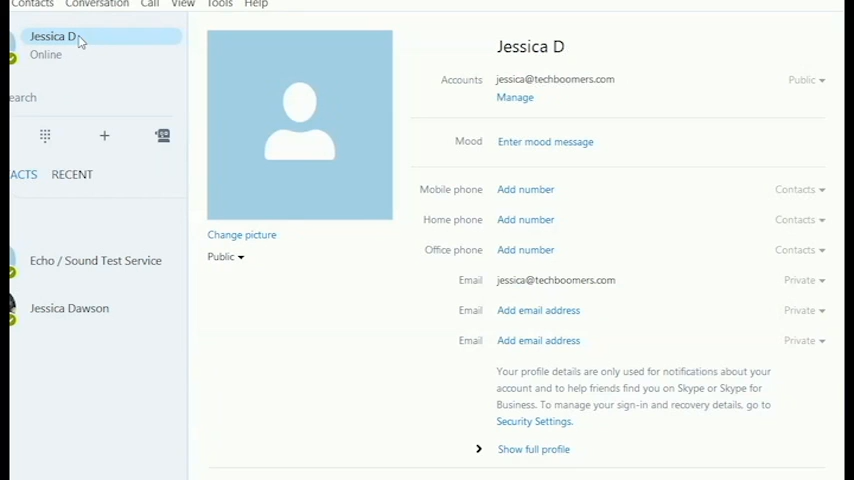 Contacts Conversation Call View Tools Help
Jessica D
Online
earch
ACTS RECENT
Echo / Sound Test Service
Jessica Dawson
Change picture
Public
Jessica D
Accounts jessica@techboomers.com Public
Manage
Mood Enter mood message
Mobile phone Add number Contacts
Home phone Add number Contacts
Office phone Add number Contacts
Email jessica@techboomers.com Private
Email Add email address Private
Email Add email address Private
Your profile details are only used for notifications about your
account and to help friends find you on Skype or Skype for
Business. To manage your sign-in and recovery details, go to
Security Settings.
Show full profile